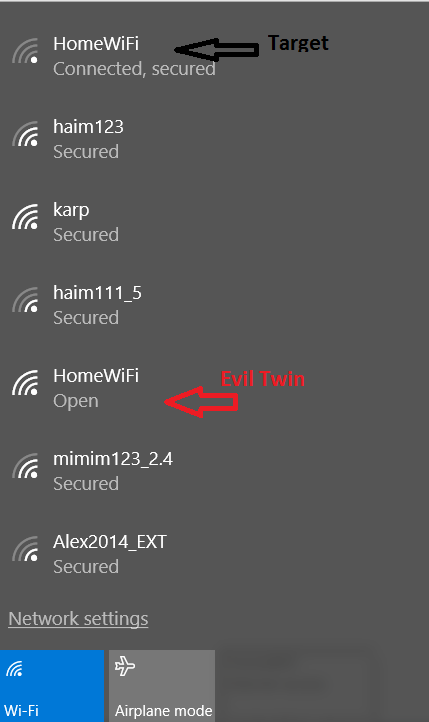 HomeWiFi
Target
Connected, secured
haim123
Secured
karp
Secured
haim111_5
Secured
HomeWiFi
Evil Twin
Open
mimim123_2.4
Secured
Alex2014_EXT
Secured
Network settings
Wi-Fi
Airplane mode